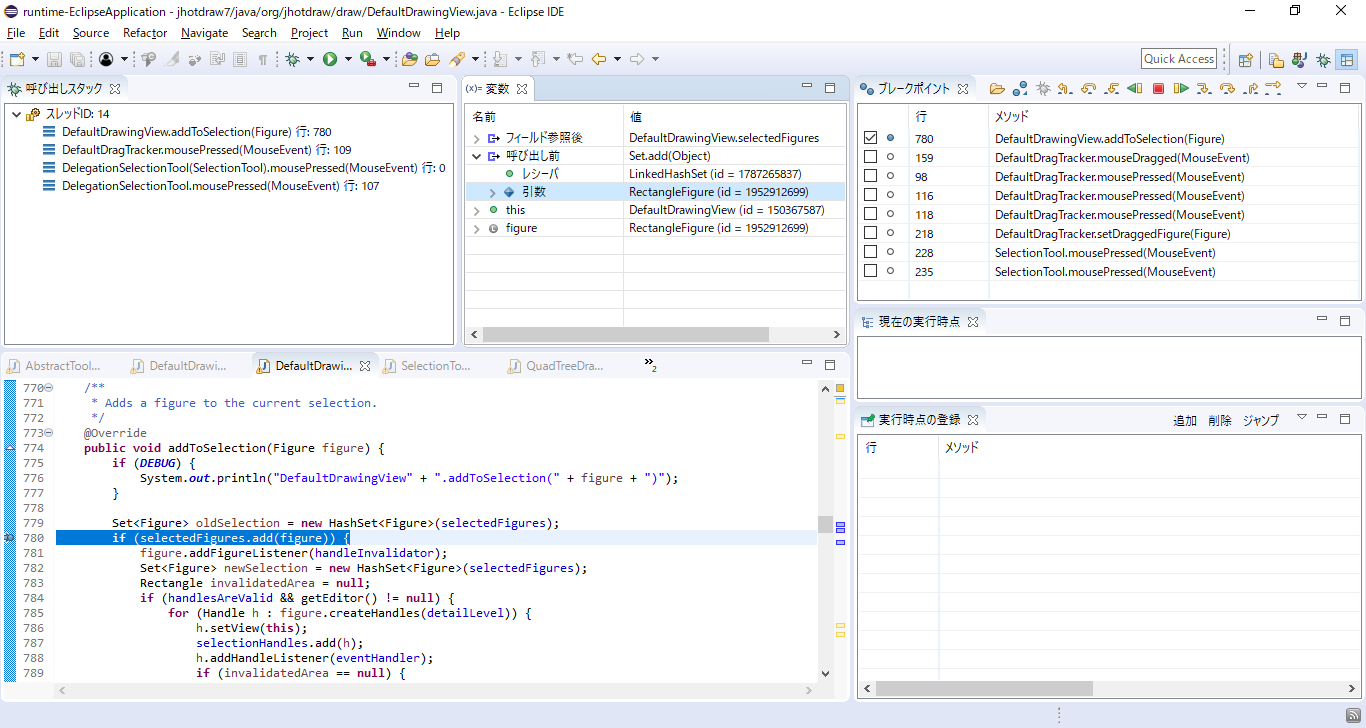 runtime-EclipseApplication - jhotdraw7/java/org/jhotdraw/draw/DefaultDrawingView.java - Eclipse IDE
File Edit Source Refactor Navigate Search Project Run Window Help
Quick Access
呼び出しスタック
スレッドID: 14
DefaultDrawingView.addToSelection(Figure) 行: 780
DefaultDragTracker.mousePressed(MouseEvent) 行: 109
DelegationSelectionTool(SelectionTool).mousePressed(MouseEvent) 行: 0
DelegationSelectionTool.mousePressed(MouseEvent) 行: 107
(x)= 変数
名前 値
フィールド参照後 DefaultDrawingView.selectedFigures
呼び出し前 Set.add(Object)
レシーバ LinkedHashSet (id = 1787265837)
引数 RectangleFigure (id = 1952912699)
this DefaultDrawingView (id = 150367587)
figure RectangleFigure (id = 1952912699)
ブレークポイント
行 メソッド
780 DefaultDrawingView.addToSelection(Figure)
159 DefaultDragTracker.mouseDragged(MouseEvent)
98 DefaultDragTracker.mousePressed(MouseEvent)
116 DefaultDragTracker.mousePressed(MouseEvent)
118 DefaultDragTracker.mousePressed(MouseEvent)
218 DefaultDragTracker.setDraggedFigure(Figure)
228 SelectionTool.mousePressed(MouseEvent)
235 SelectionTool.mousePressed(MouseEvent)
現在の実行時点
実行時点の登録 追加 削除 ジャンプ
行 メソッド
AbstractTool... DefaultDrawi... DefaultDrawi... SelectionTo... QuadTreeDra... »2
770 /**
771 * Adds a figure to the current selection.
772 */
773 @Override
774 public void addToSelection(Figure figure) {
775 if (DEBUG) {
776 System.out.println("DefaultDrawingView" + ".addToSelection(" + figure + ")");
777 }
778
779 Set<Figure> oldSelection = new HashSet<Figure>(selectedFigures);
780 if (selectedFigures.add(figure)) {
781 figure.addFigureListener(handleInvalidator);
782 Set<Figure> newSelection = new HashSet<Figure>(selectedFigures);
783 Rectangle invalidatedArea = null;
784 if (handlesAreValid && getEditor() != null) {
785 for (Handle h : figure.createHandles(detailLevel)) {
786 h.setView(this);
787 selectionHandles.add(h);
788 h.addHandleListener(eventHandler);
789 if (invalidatedArea == null) {